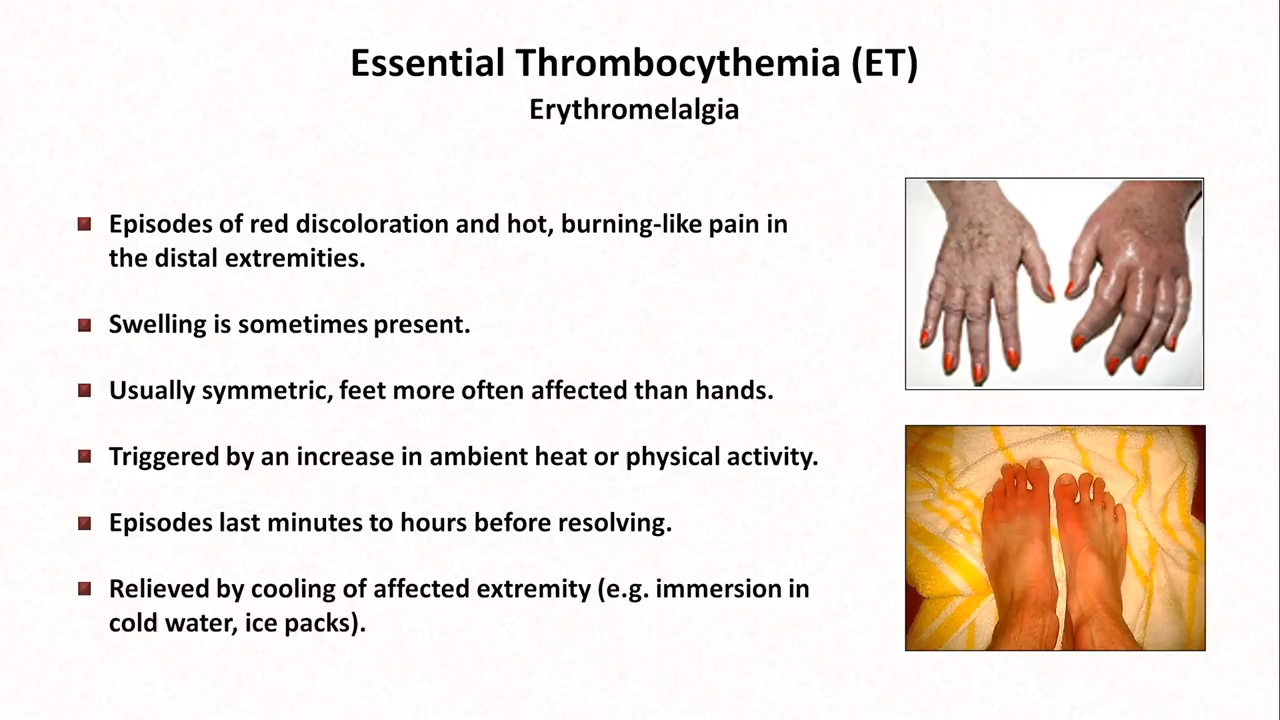 Essential Thrombocythemia (ET)
Erythromelalgia
Episodes of red discoloration and hot, burning-like pain in
the distal extremities.
Swelling is sometimes present.
Usually symmetric, feet more often affected than hands.
Triggered by an increase in ambient heat or physical activity.
Episodes last minutes to hours before resolving.
Relieved by cooling of affected extremity (e.g. immersion in
cold water, ice packs).